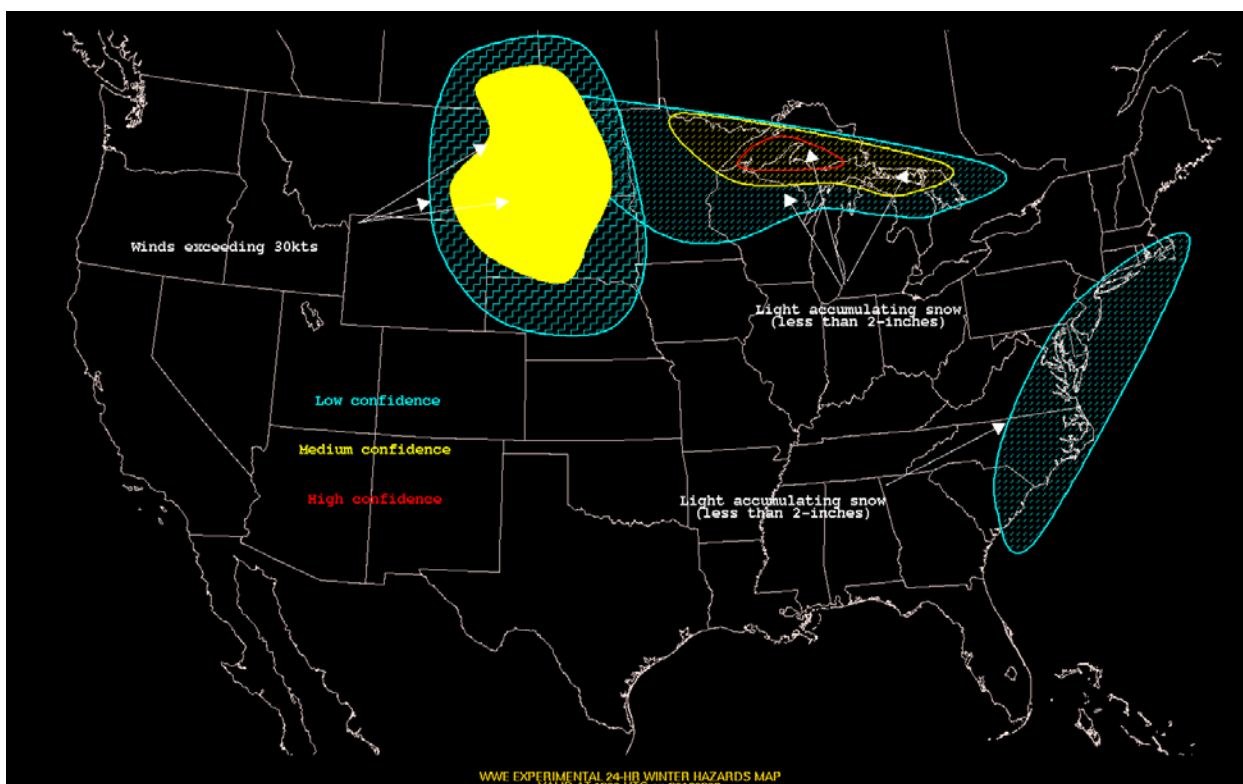 Winds exceeding 30kts
Light accumulating snow
(less than 2-inches)
Low confidence
Medium confidence
High confidence
Light accumulating snow
(less than 2-inches)
WWE EXPERIMENTAL 24-HR WINTER HAZARDS MAP